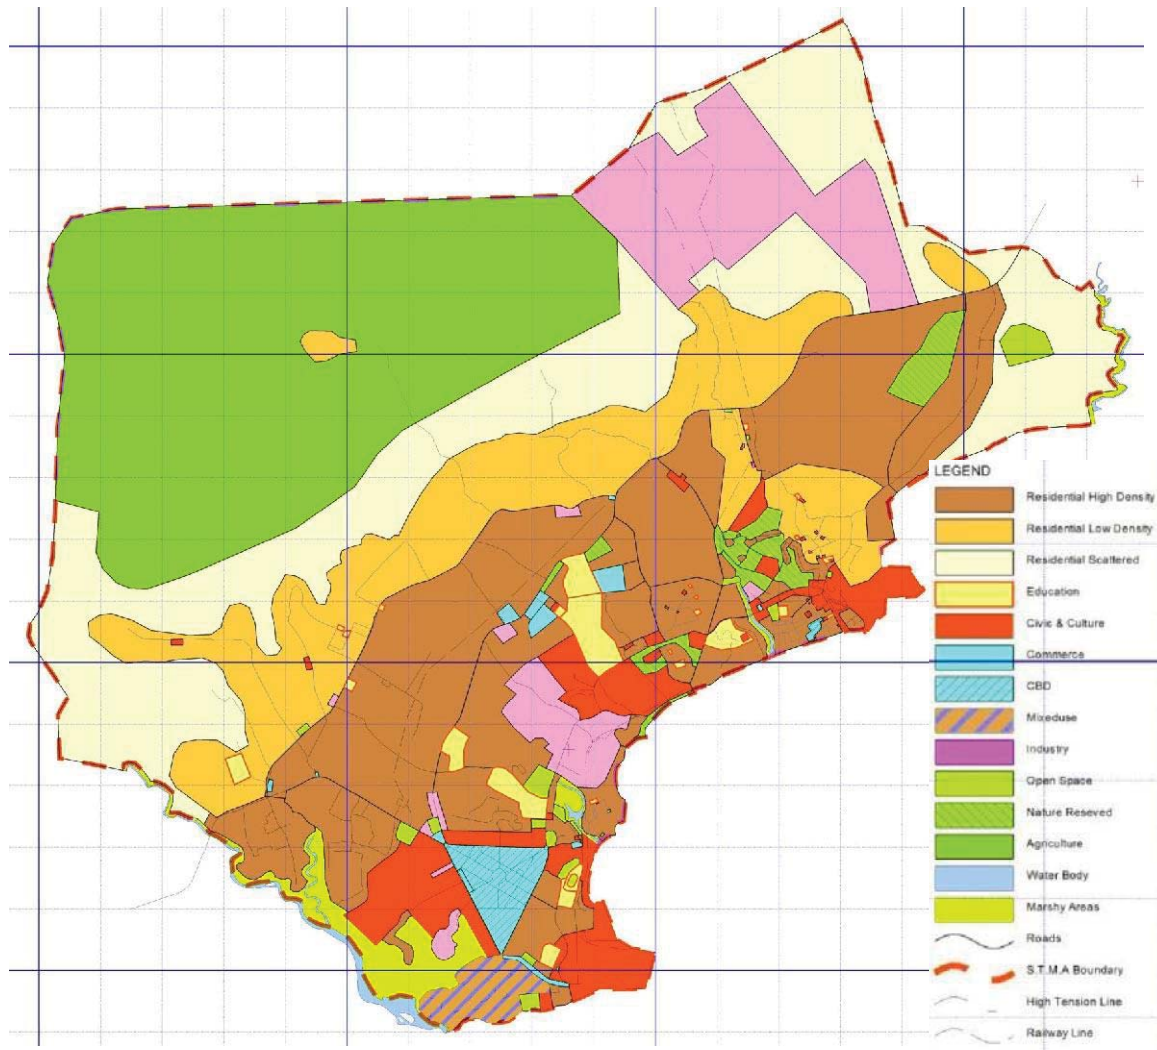 LEGEND
Residential High Density
Residential Low Density
Residential Scattered
Education
Civic & Culture
Commerce
CBD
Mixeduse
Industry
Open Space
Nature Reseved
Agriculture
Water Body
Marshy Areas
Roads
S.T.M.A Boundary
High Tension Line
Railway Line